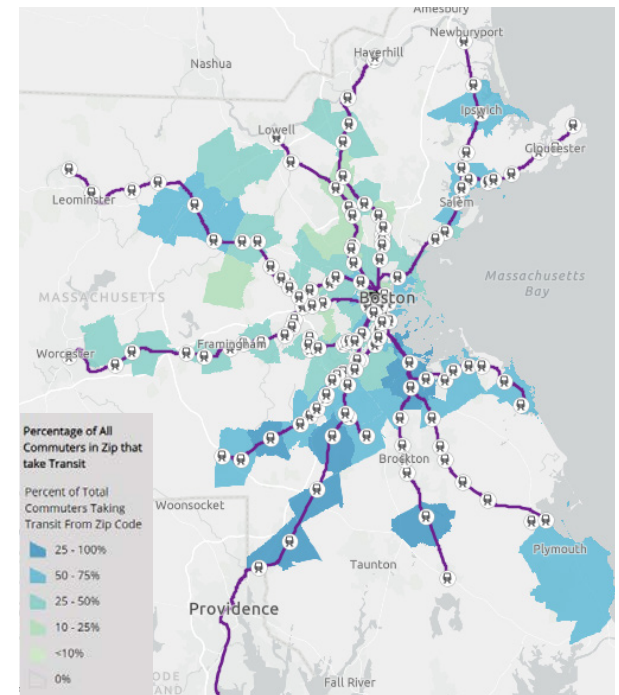 Amesbury
Newburyport
Haverhill
Nashua
Ipswich
Lowell
Gloucester
Leominster
Salem
Massachusetts
Bay
MASSACHUSETTS
Boston
Worcester
Framingham
Percentage of All
Commuters in Zip that
take Transit
Percent of Total
Commuters Taking
Transit From Zip Code
25 - 100%
50 - 75%
25 - 50%
10 - 25%
<10%
0%
Brockton
Woonsocket
Plymouth
Taunton
Providence
Fall River